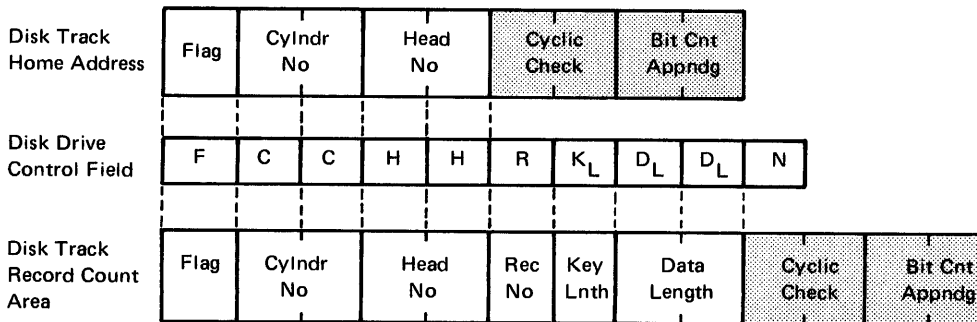 Disk Track
Home Address
Flag
Cylndr
No
Head
No
Cyclic
Check
Bit Cnt
Appndg
Disk Drive
Control Field
F C C H H R KL DL DL N
Disk Track
Record Count
Area
Flag
Cylndr
No
Head
No
Rec
No
Key
Lnth
Data
Length
Cyclic
Check
Bit Cnt
Appndg